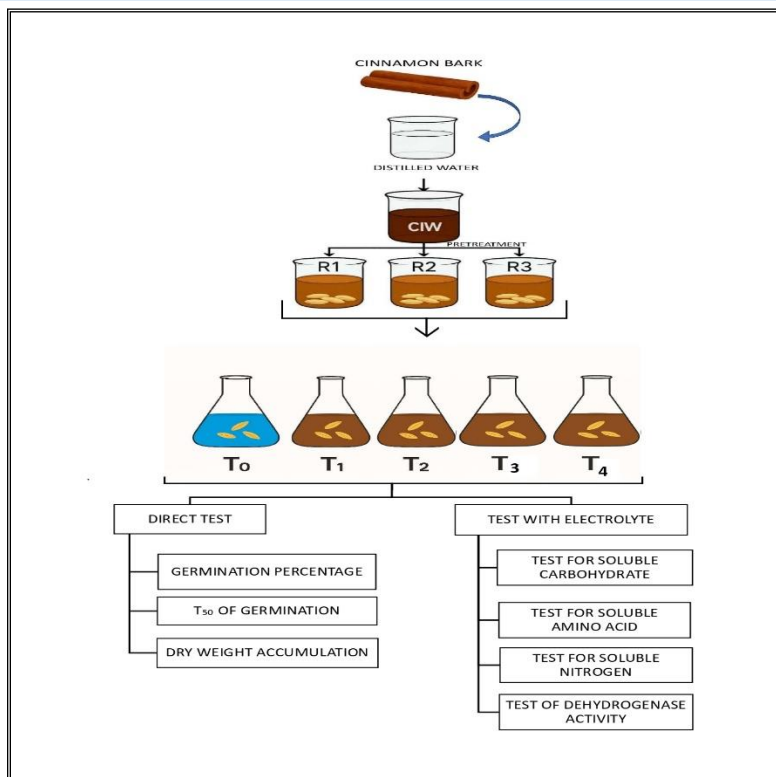 CINNAMON BARK
DISTILLED WATER
CIW
PRETREATMENT
R1 R2 R3
T₀ T₁ T₂ T₃ T₄
DIRECT TEST
GERMINATION PERCENTAGE
T₅₀ OF GERMINATION
DRY WEIGHT ACCUMULATION
TEST WITH ELECTROLYTE
TEST FOR SOLUBLE
CARBOHYDRATE
TEST FOR SOLUBLE
AMINO ACID
TEST FOR SOLUBLE
NITROGEN
TEST OF DEHYDROGENASE
ACTIVITY